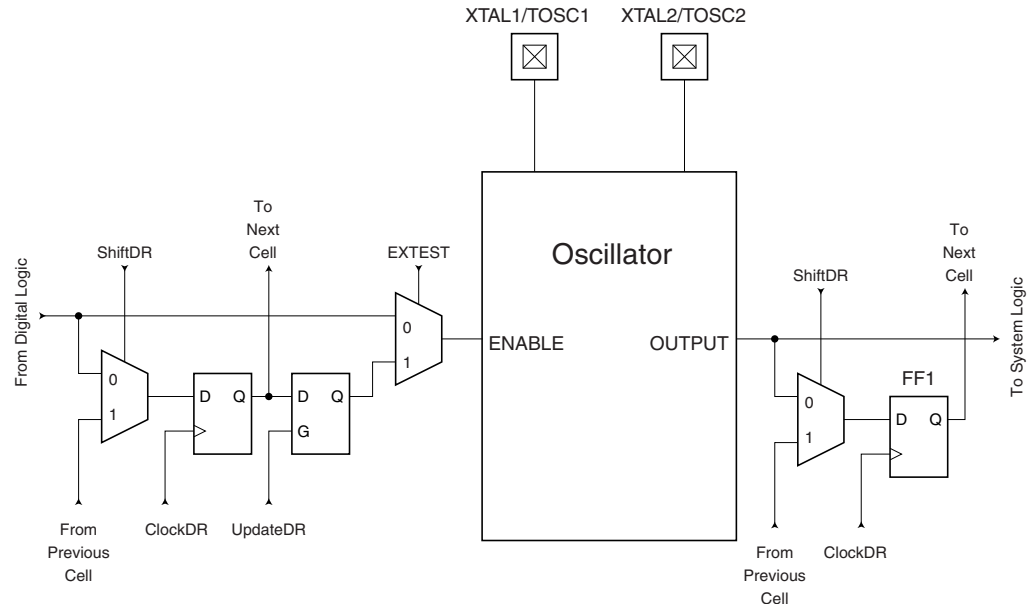 XTAL1/TOSC1
XTAL2/TOSC2
To
Next
Cell
ShiftDR
EXTEST
From Digital Logic
0
1
D Q
D Q
G
0
1
From
Previous
Cell
ClockDR
UpdateDR
Oscillator
ENABLE
OUTPUT
To
Next
Cell
ShiftDR
To System Logic
FF1
0
1
D Q
From
Previous
Cell
ClockDR